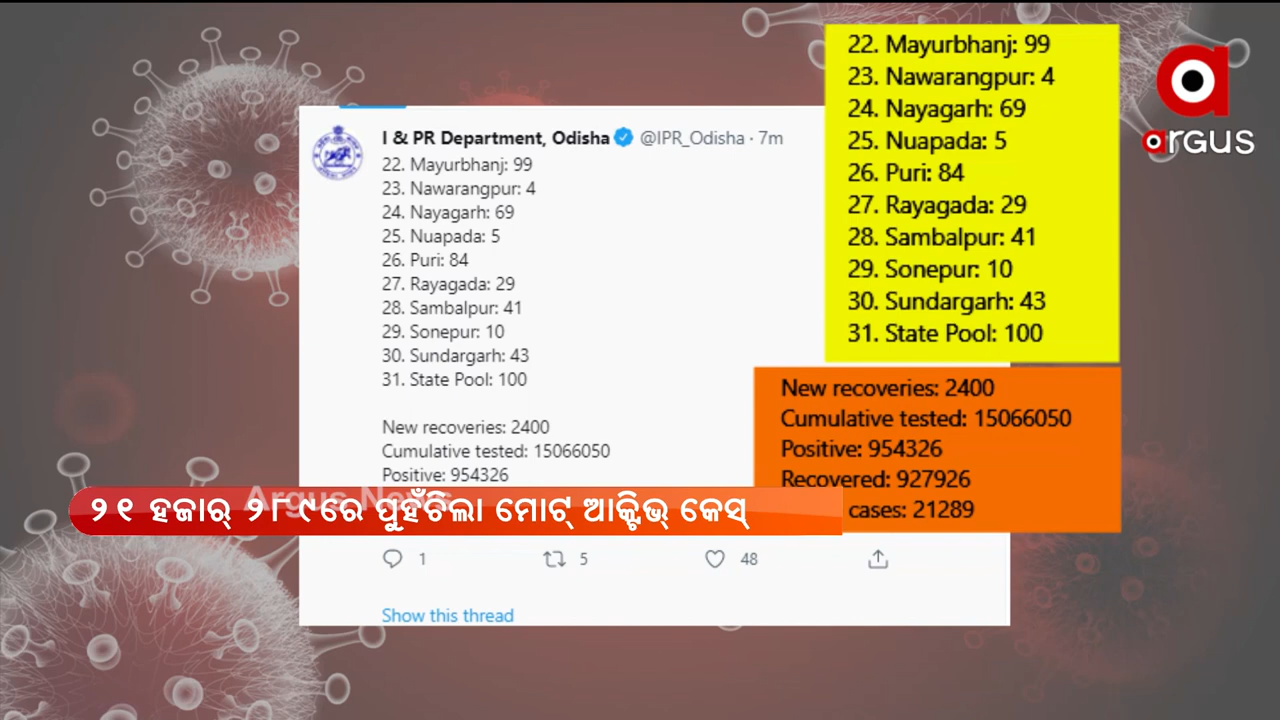 I & PR Department, Odisha @IPR_Odisha · 7m
22. Mayurbhanj: 99
23. Nawarangpur: 4
24. Nayagarh: 69
25. Nuapada: 5
26. Puri: 84
27. Rayagada: 29
28. Sambalpur: 41
29. Sonepur: 10
30. Sundargarh: 43
31. State Pool: 100
New recoveries: 2400
Cumulative tested: 15066050
Positive: 954326
1 5 48
Show this thread
22. Mayurbhanj: 99
23. Nawarangpur: 4
24. Nayagarh: 69
25. Nuapada: 5
26. Puri: 84
27. Rayagada: 29
28. Sambalpur: 41
29. Sonepur: 10
30. Sundargarh: 43
31. State Pool: 100
New recoveries: 2400
Cumulative tested: 15066050
Positive: 954326
Recovered: 927926
cases: 21289
argus
Argus News
୨୧ ହଜାର୍ ୨୮୯ରେ ପୁହଁଚିଲା ମୋଟ୍ ଆକ୍ଟିଭ୍ କେସ୍